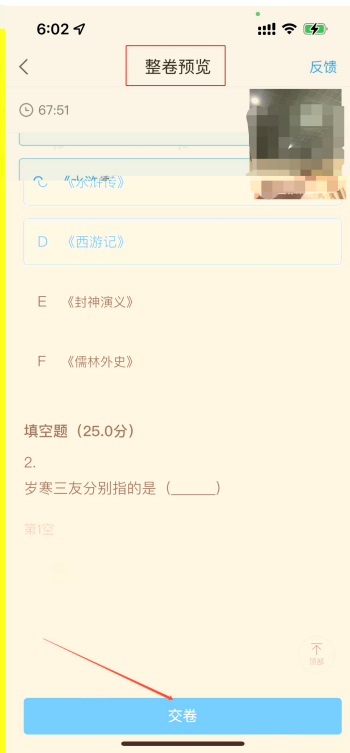 6:02
整卷预览
反馈
67:51
C 《水浒传》
D 《西游记》
E 《封神演义》
F 《儒林外史》
填空题（25.0分）
2.
岁寒三友分别指的是（______）
第1空
顶部
交卷